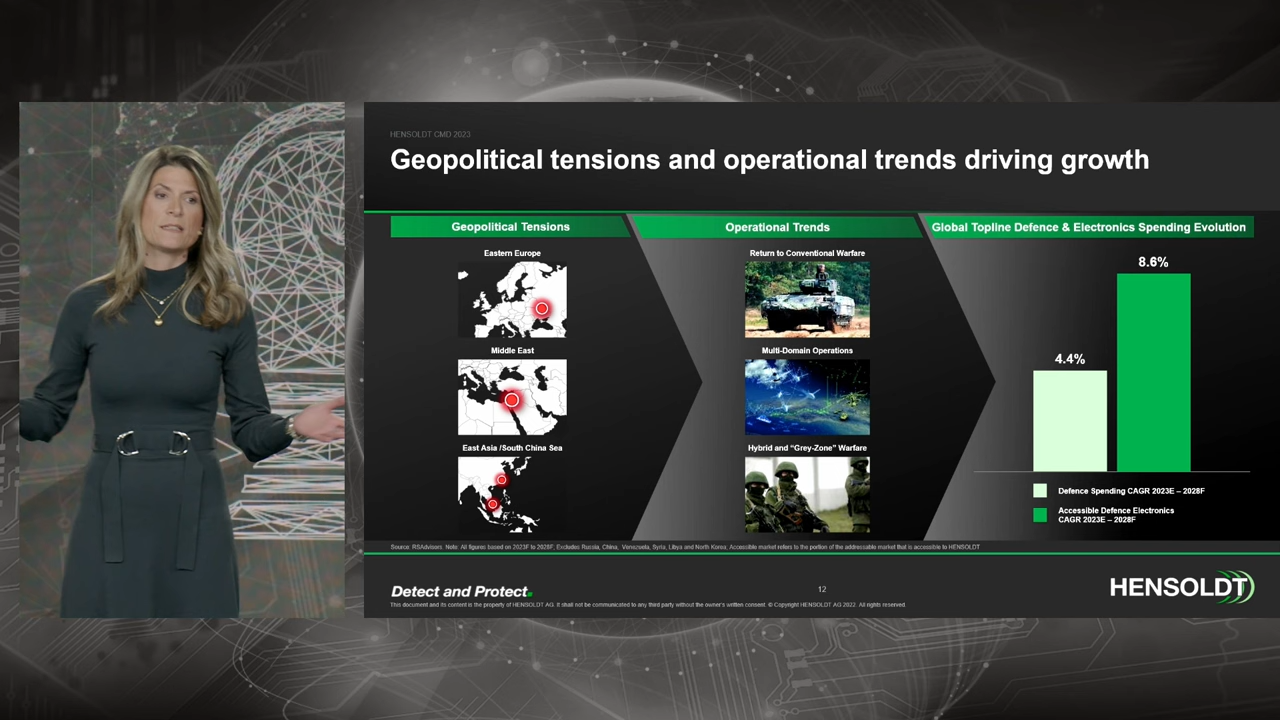 HENSOLDT CMD 2023
Geopolitical tensions and operational trends driving growth
Geopolitical Tensions
Operational Trends
Global Topline Defence & Electronics Spending Evolution
Eastern Europe
Middle East
East Asia /South China Sea
Return to Conventional Warfare
Multi-Domain Operations
Hybrid and “Grey-Zone” Warfare
8.6%
4.4%
Defence Spending CAGR 2023E – 2028F
Accessible Defence Electronics
CAGR 2023E – 2028F
Source: RSAdvisors. Note: All figures based on 2023F to 2028F, Excludes Russia, China, Venezuela, Syria, Libya and North Korea; Accessible market refers to the portion of the addressable market that is accessible to HENSOLDT
Detect and Protect.
12
HENSOLDT
This document and its content is the property of HENSOLDT AG. It shall not be communicated to any third party without the owner's written consent. © Copyright HENSOLDT AG 2022. All rights reserved.